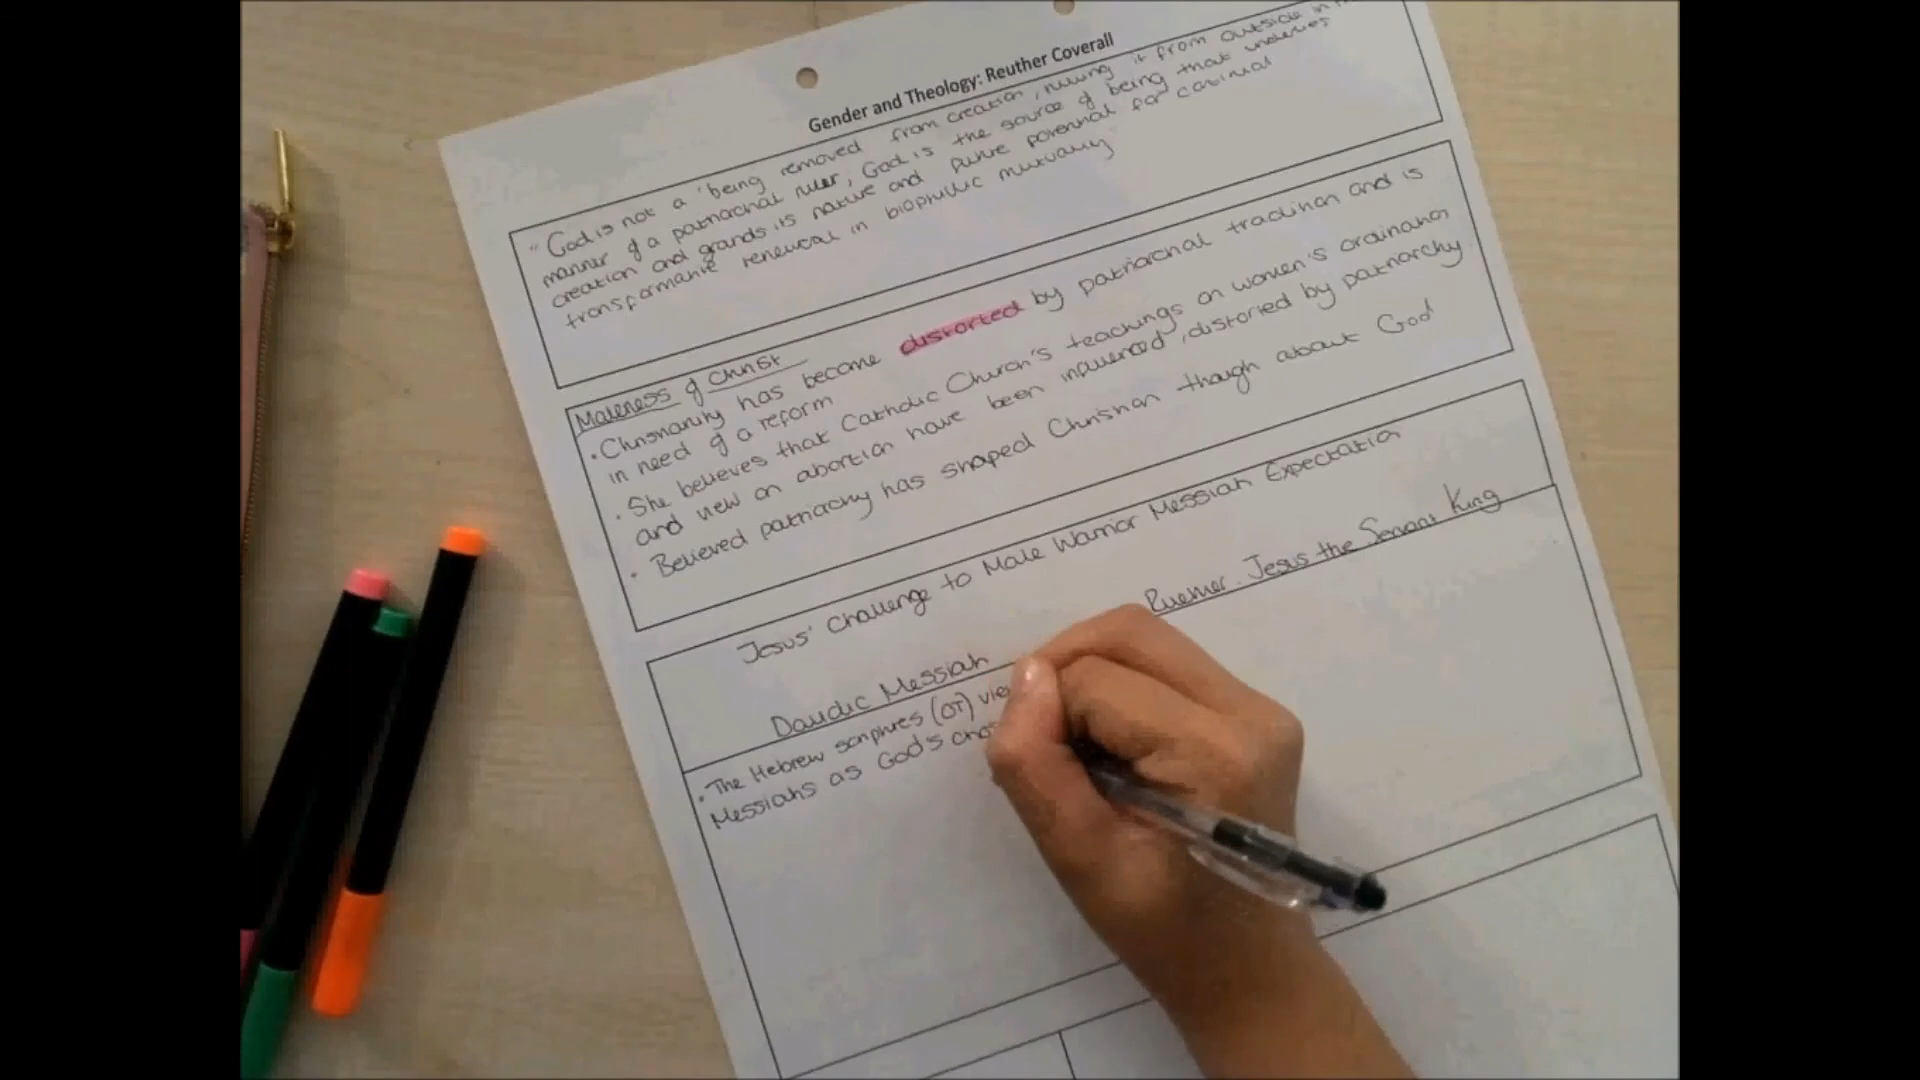 Gender and Theology: Reuther Coverall
"God is not a 'being removed from creation, ruling it from outside in
manner of a patriarchal ruler, God is the source of being that underlies
creation and grands its nature and future potential for continual
transformative renewal in biophilic mutuality
Maleness of Christ
• Christianity has become distorted by patriarchal tradition and is
in need of a reform
• She believes that Catholic Church's teachings on women's ordination
and view on abortion have been influenced, distorted by patriarchy
• Believed patriarchy has shaped Christian though about God
Jesus' Challenge to Male Warrior Messiah Expectation
Davidic Messiah
Jesus the Servant King
• The Hebrew scriptures (OT)
Messiahs as God's